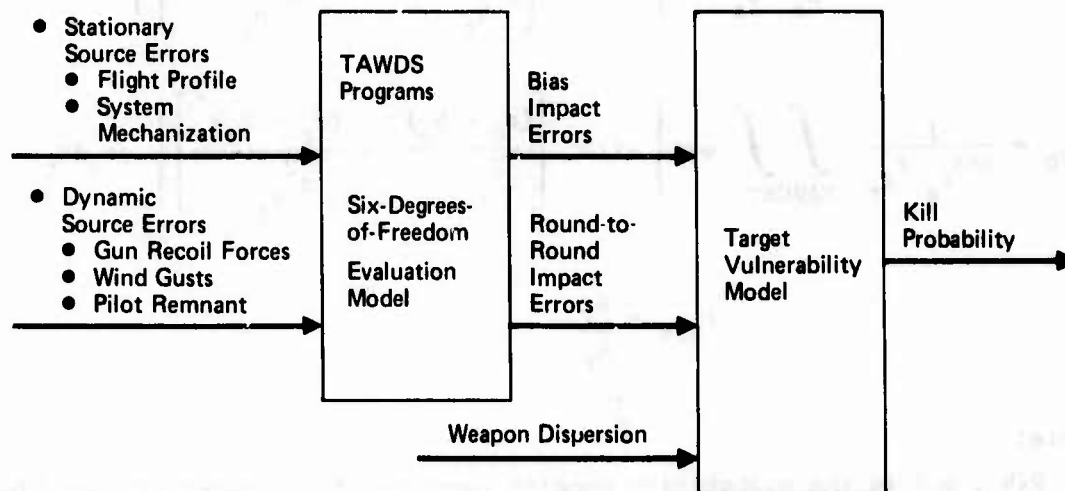 ● Stationary
Source Errors
● Flight Profile
● System
Mechanization
● Dynamic
Source Errors
● Gun Recoil Forces
● Wind Gusts
● Pilot Remnant
TAWDS
Programs
Six-Degrees-
of-Freedom
Evaluation
Model
Bias
Impact
Errors
Round-to-
Round
Impact
Errors
Weapon Dispersion
Target
Vulnerability
Model
Kill
Probability